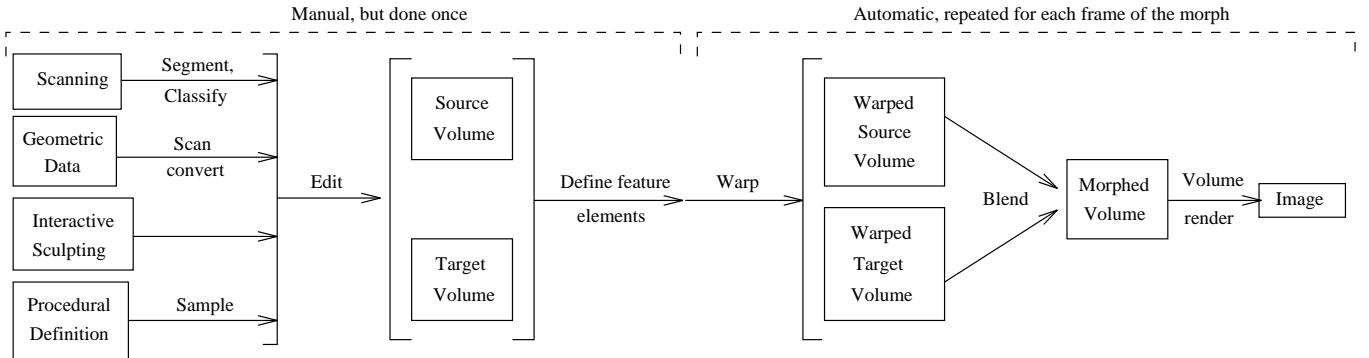 Manual, but done once
Automatic, repeated for each frame of the morph
Scanning
Segment,
Classify
Geometric
Data
Scan
convert
Interactive
Sculpting
Procedural
Definition
Sample
Edit
Source
Volume
Target
Volume
Define feature
elements
Warp
Warped
Source
Volume
Warped
Target
Volume
Blend
Morphed
Volume
Volume
render
Image